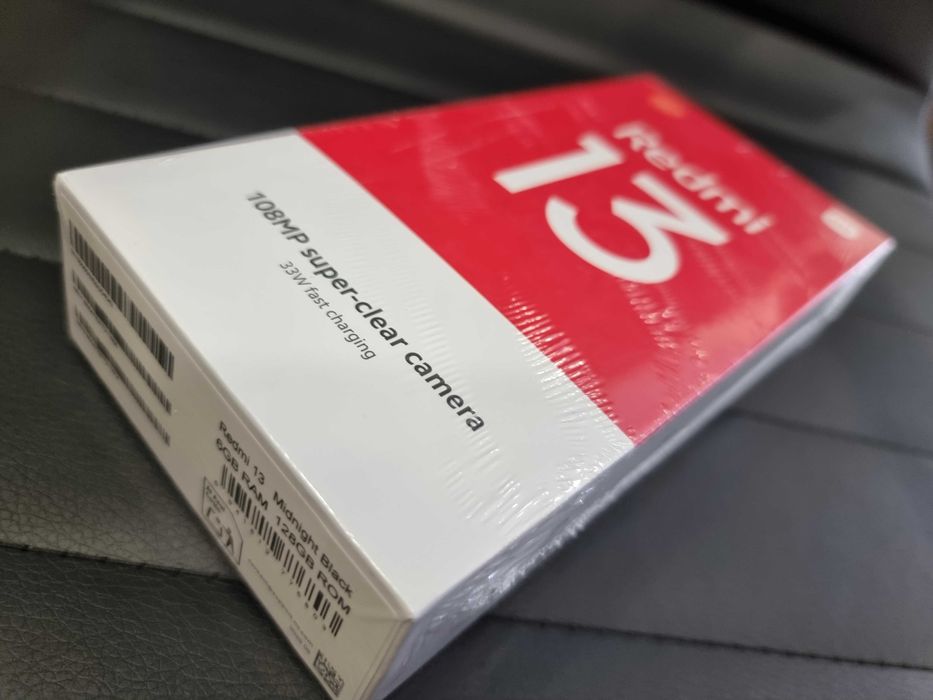 Redmi
13
108MP super-clear camera
33W fast charging
Redmi 13 Midnight Black
6GB RAM 128GB ROM